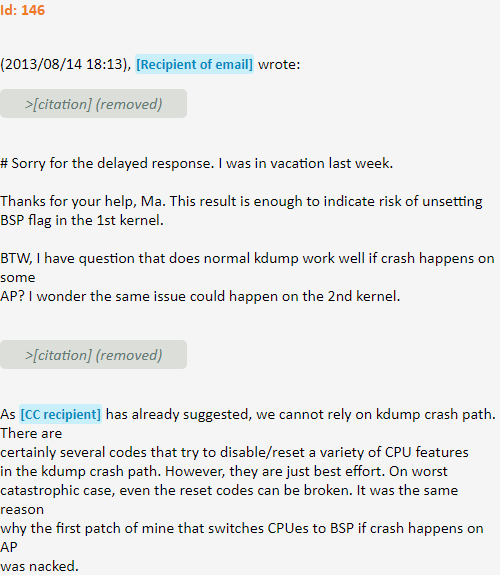 Id: 146
(2013/08/14 18:13), [Recipient of email] wrote:
>[citation] (removed)
# Sorry for the delayed response. I was in vacation last week.
Thanks for your help, Ma. This result is enough to indicate risk of unsetting
BSP flag in the 1st kernel.
BTW, I have question that does normal kdump work well if crash happens on
some
AP? I wonder the same issue could happen on the 2nd kernel.
>[citation] (removed)
As [CC recipient] has already suggested, we cannot rely on kdump crash path.
There are
certainly several codes that try to disable/reset a variety of CPU features
in the kdump crash path. However, they are just best effort. On worst
catastrophic case, even the reset codes can be broken. It was the same
reason
why the first patch of mine that switches CPUes to BSP if crash happens on
AP
was nacked.